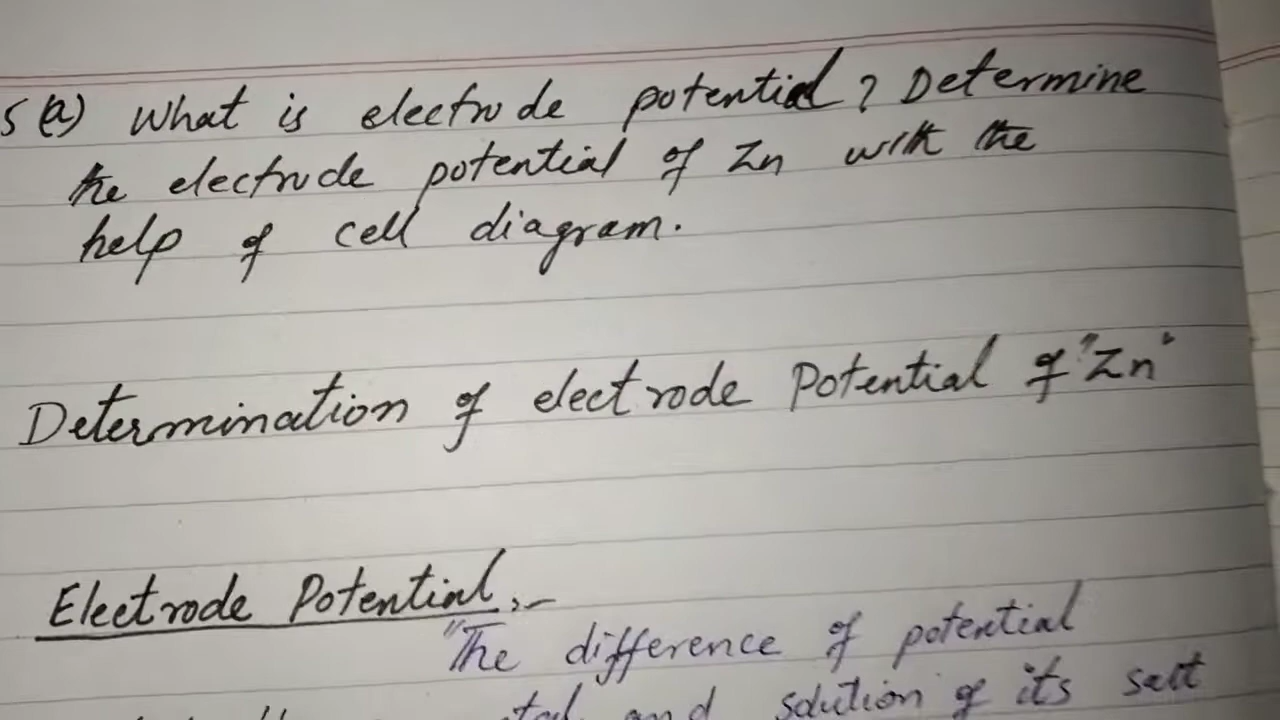 5(a) What is electrode potential? Determine
the electrode potential of Zn with the
help of cell diagram.
Determination of electrode Potential of "Zn"
Electrode Potential,-
"The difference of potential
and solution of its salt